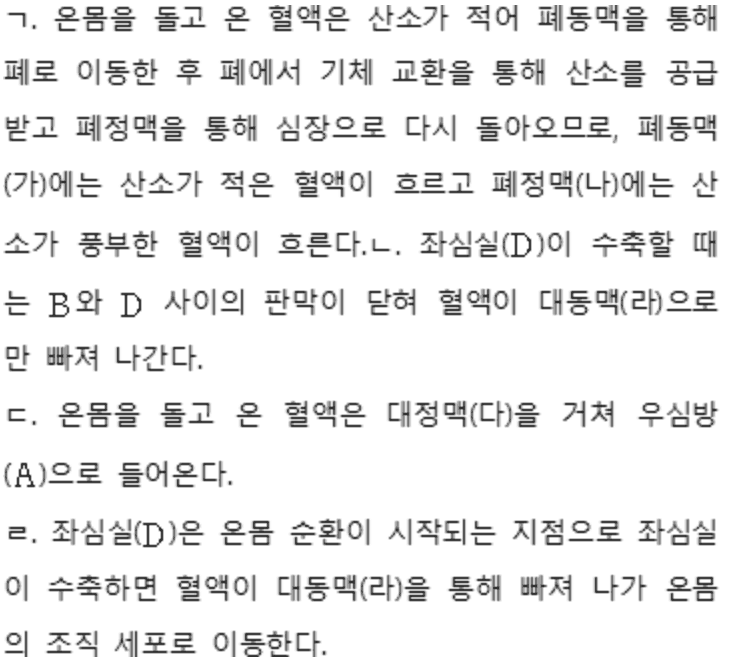 ㄱ. 온몸을 돌고 온 혈액은 산소가 적어 폐동맥을 통해
폐로 이동한 후 폐에서 기체 교환을 통해 산소를 공급
받고 폐정맥을 통해 심장으로 다시 돌아오므로, 폐동맥
(가)에는 산소가 적은 혈액이 흐르고 폐정맥(나)에는 산
소가 풍부한 혈액이 흐른다.ㄴ. 좌심실(D)이 수축할 때
는 B와 D 사이의 판막이 닫혀 혈액이 대동맥(라)으로
만 빠져 나간다.
ㄷ. 온몸을 돌고 온 혈액은 대정맥(다)을 거쳐 우심방
(A)으로 들어온다.
ㄹ. 좌심실(D)은 온몸 순환이 시작되는 지점으로 좌심실
이 수축하면 혈액이 대동맥(라)을 통해 빠져 나가 온몸
의 조직 세포로 이동한다.